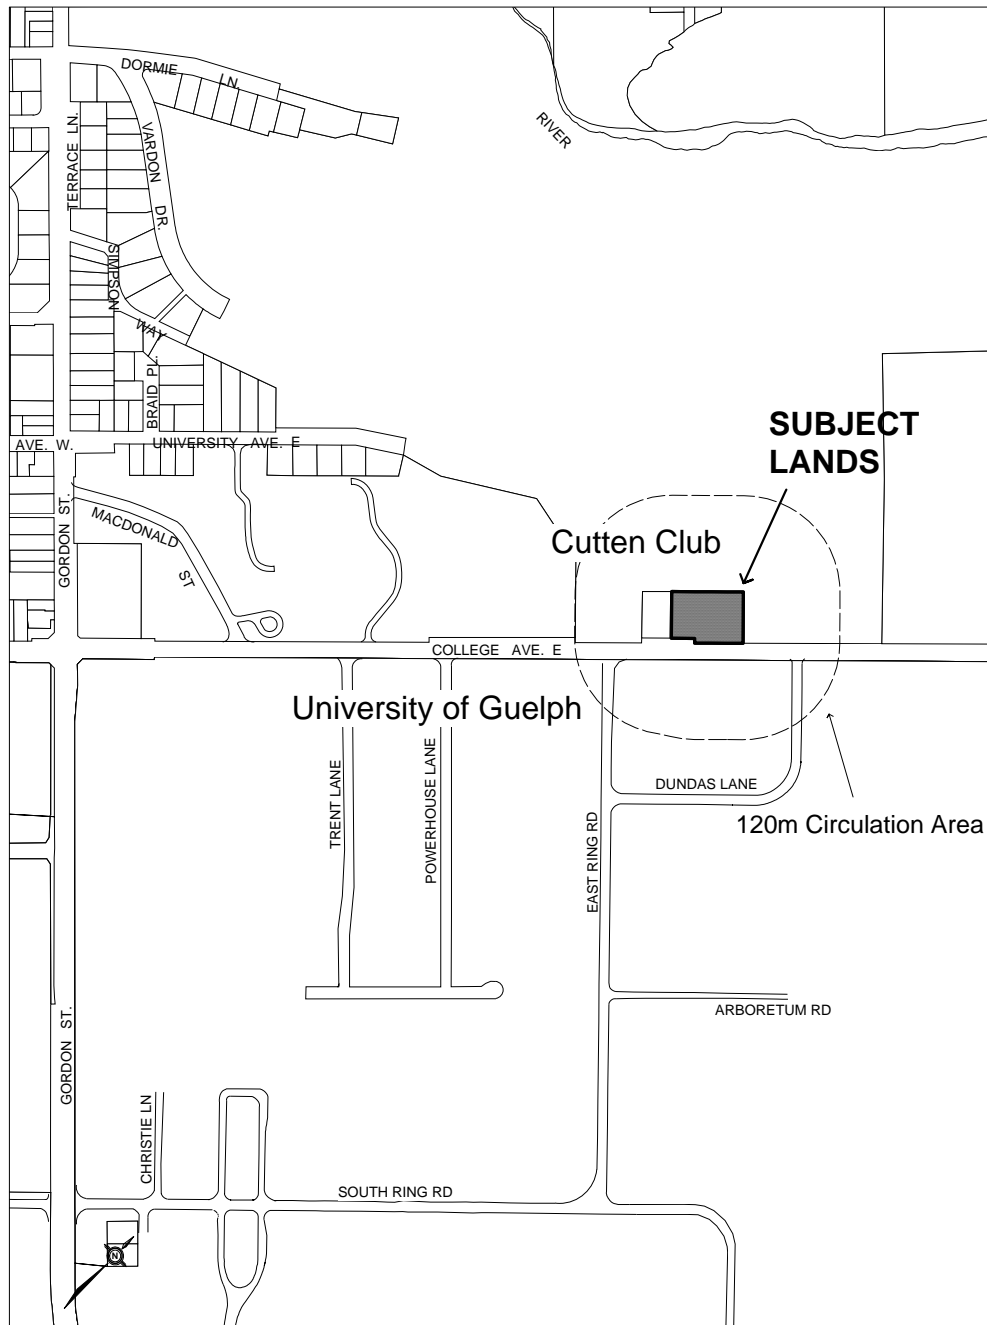 DORMIE LN.
RIVER
TERRACE LN.
VARDON DR.
SIMPSON WAY
BRAID PL.
SUBJECT
LANDS
AVE. W.
UNIVERSITY AVE. E
GORDON ST.
MACDONALD ST
Cutten Club
COLLEGE AVE. E
University of Guelph
TRENT LANE
POWERHOUSE LANE
EAST RING RD
DUNDAS LANE
120m Circulation Area
ARBORETUM RD
GORDON ST.
CHRISTIE LN
SOUTH RING RD
N